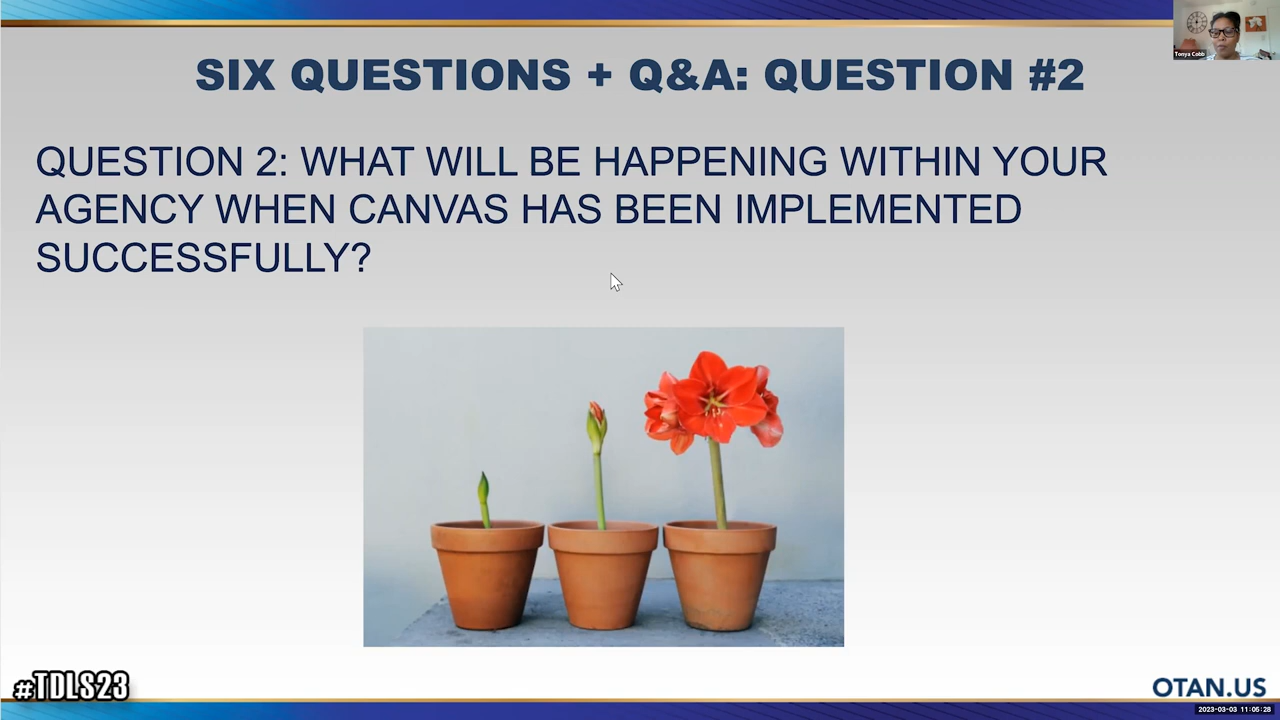 Tonya Cobb
SIX QUESTIONS + Q&A: QUESTION #2
QUESTION 2: WHAT WILL BE HAPPENING WITHIN YOUR
AGENCY WHEN CANVAS HAS BEEN IMPLEMENTED
SUCCESSFULLY?
#TDLS23
OTAN.US
2023-03-03 11:06:28